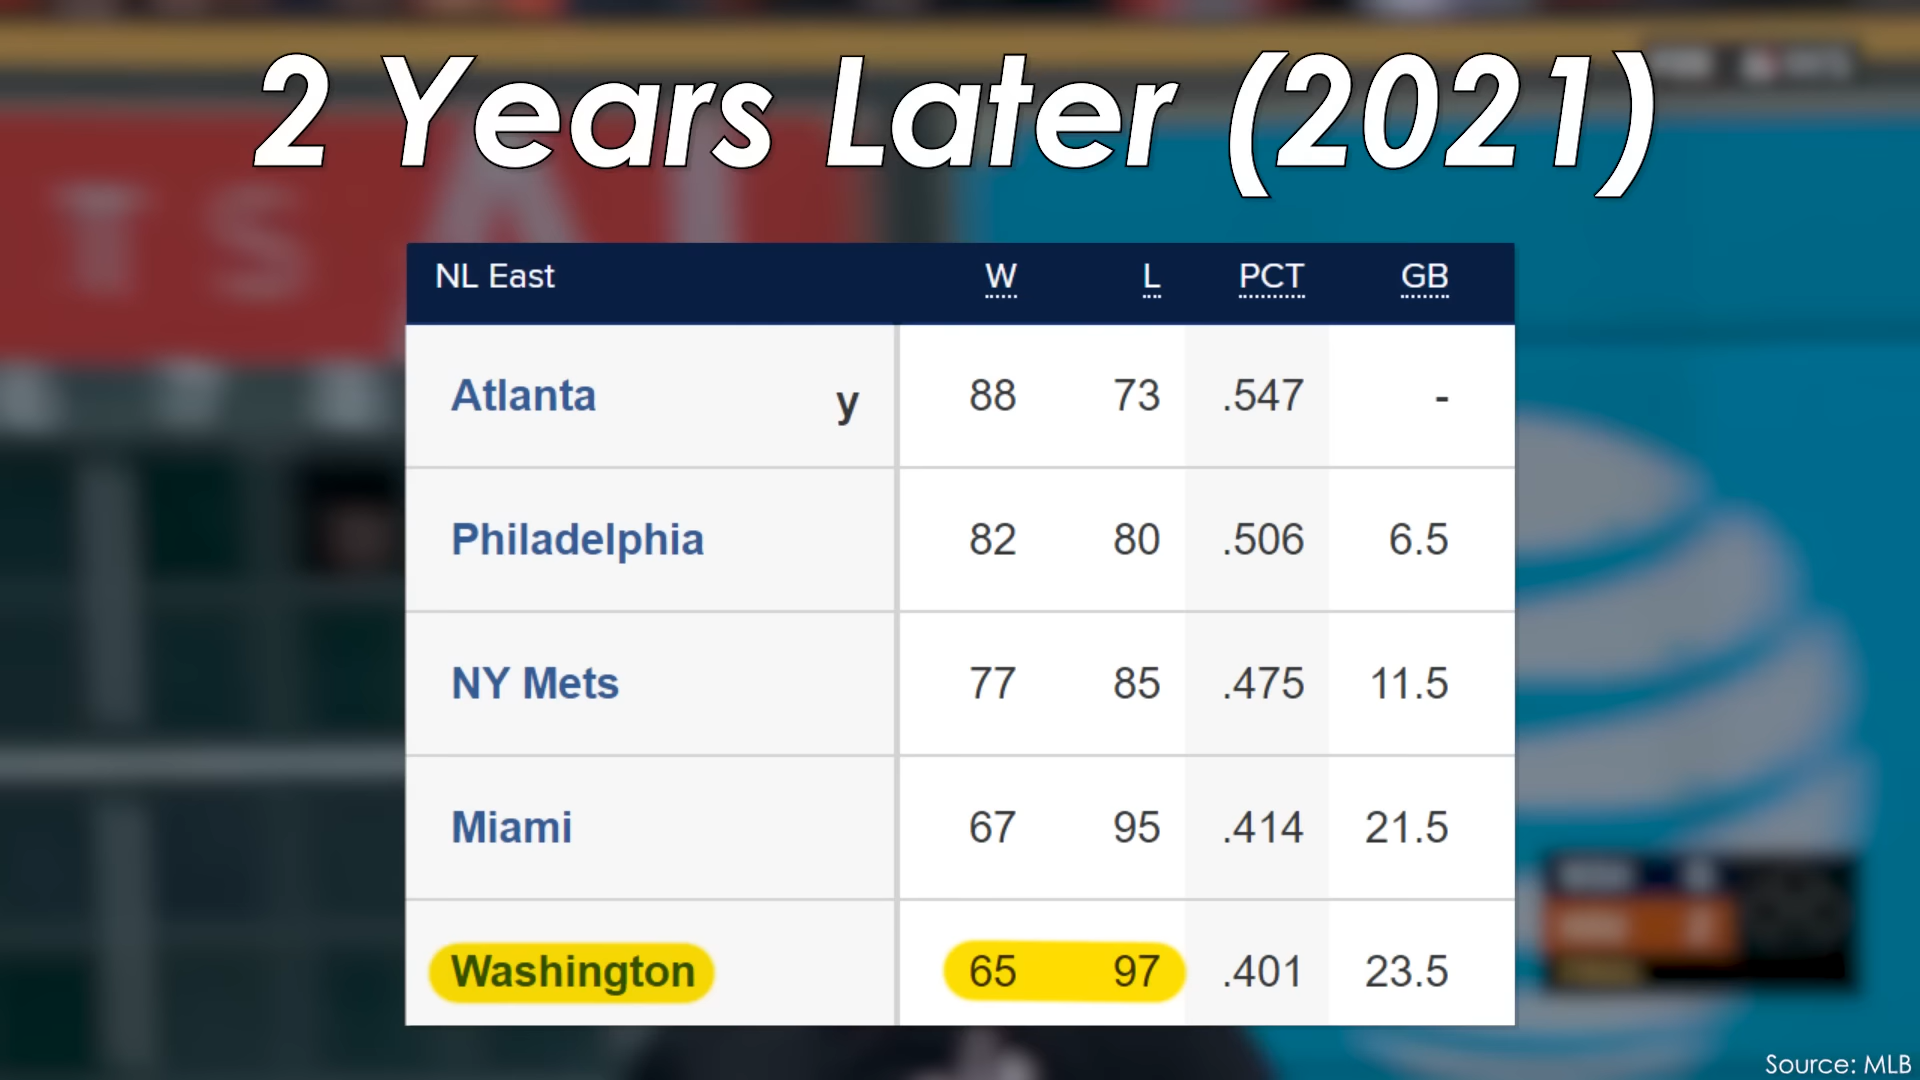 2 Years Later (2021)
NL East W L PCT GB
Atlanta y 88 73 .547 -
Philadelphia 82 80 .506 6.5
NY Mets 77 85 .475 11.5
Miami 67 95 .414 21.5
Washington 65 97 .401 23.5
Source: MLB